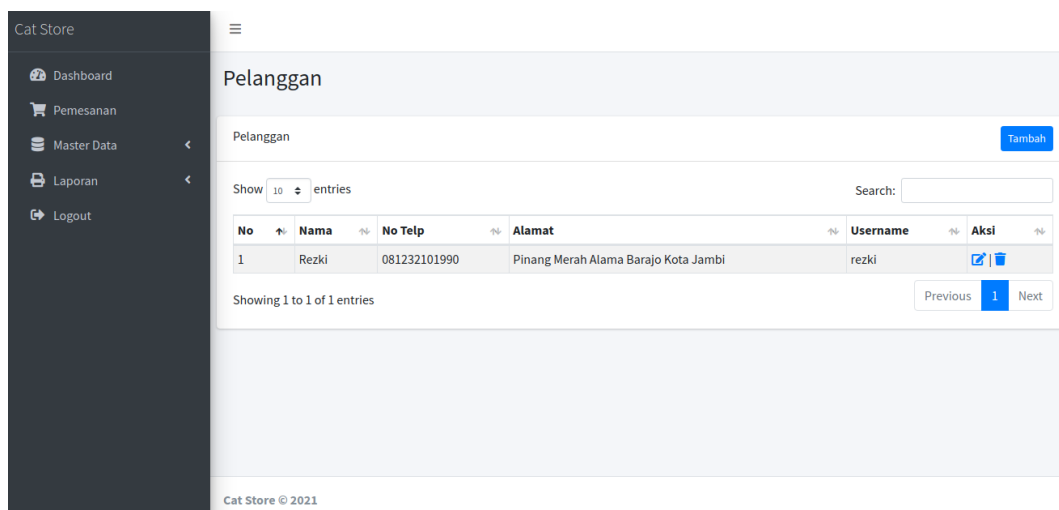 Cat Store
Dashboard
Pemesanan
Master Data
Laporan
Logout
Pelanggan
Pelanggan
Tambah
Show 10 entries
Search:
No Nama No Telp Alamat Username Aksi
1 Rezki 081232101990 Pinang Merah Alama Barajo Kota Jambi rezki |
Showing 1 to 1 of 1 entries
Previous 1 Next
Cat Store © 2021